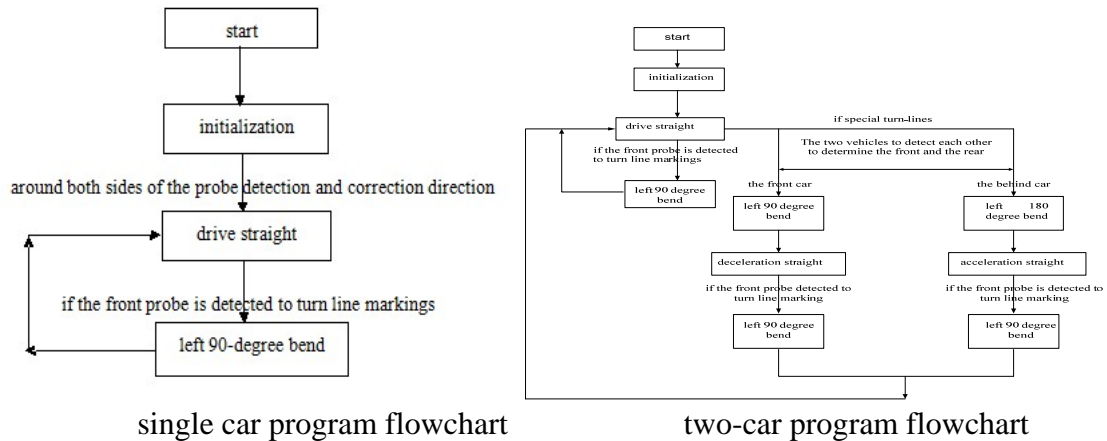 start
initialization
around both sides of the probe detection and correction direction
drive straight
if the front probe is detected to turn line markings
left 90-degree bend
single car program flowchart
start
initialization
drive straight
if special turn-lines
if the front probe is detected
to turn line markings
The two vehicles to detect each other
to determine the front and the rear
left 90 degree
bend
the front car
the behind car
left 90 degree
bend
left 180
degree bend
deceleration straight
acceleration straight
if the front probe detected to
turn line marking
if the front probe is detected to
turn line marking
left 90 degree
bend
left 90 degree
bend
two-car program flowchart